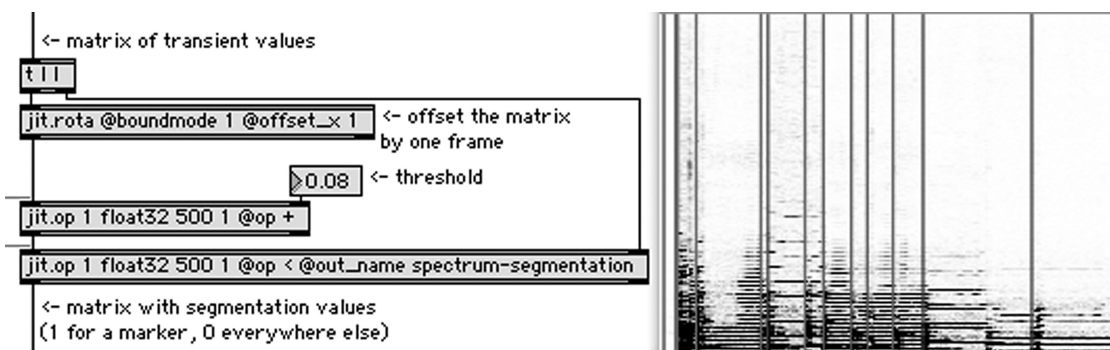 <- matrix of transient values
t l l
jit.rota @boundmode 1 @offset_x 1
<- offset the matrix
by one frame
0.08
<- threshold
jit.op 1 float32 500 1 @op +
jit.op 1 float32 500 1 @op < @out_name spectrum-segmentation
<- matrix with segmentation values
(1 for a marker, 0 everywhere else)